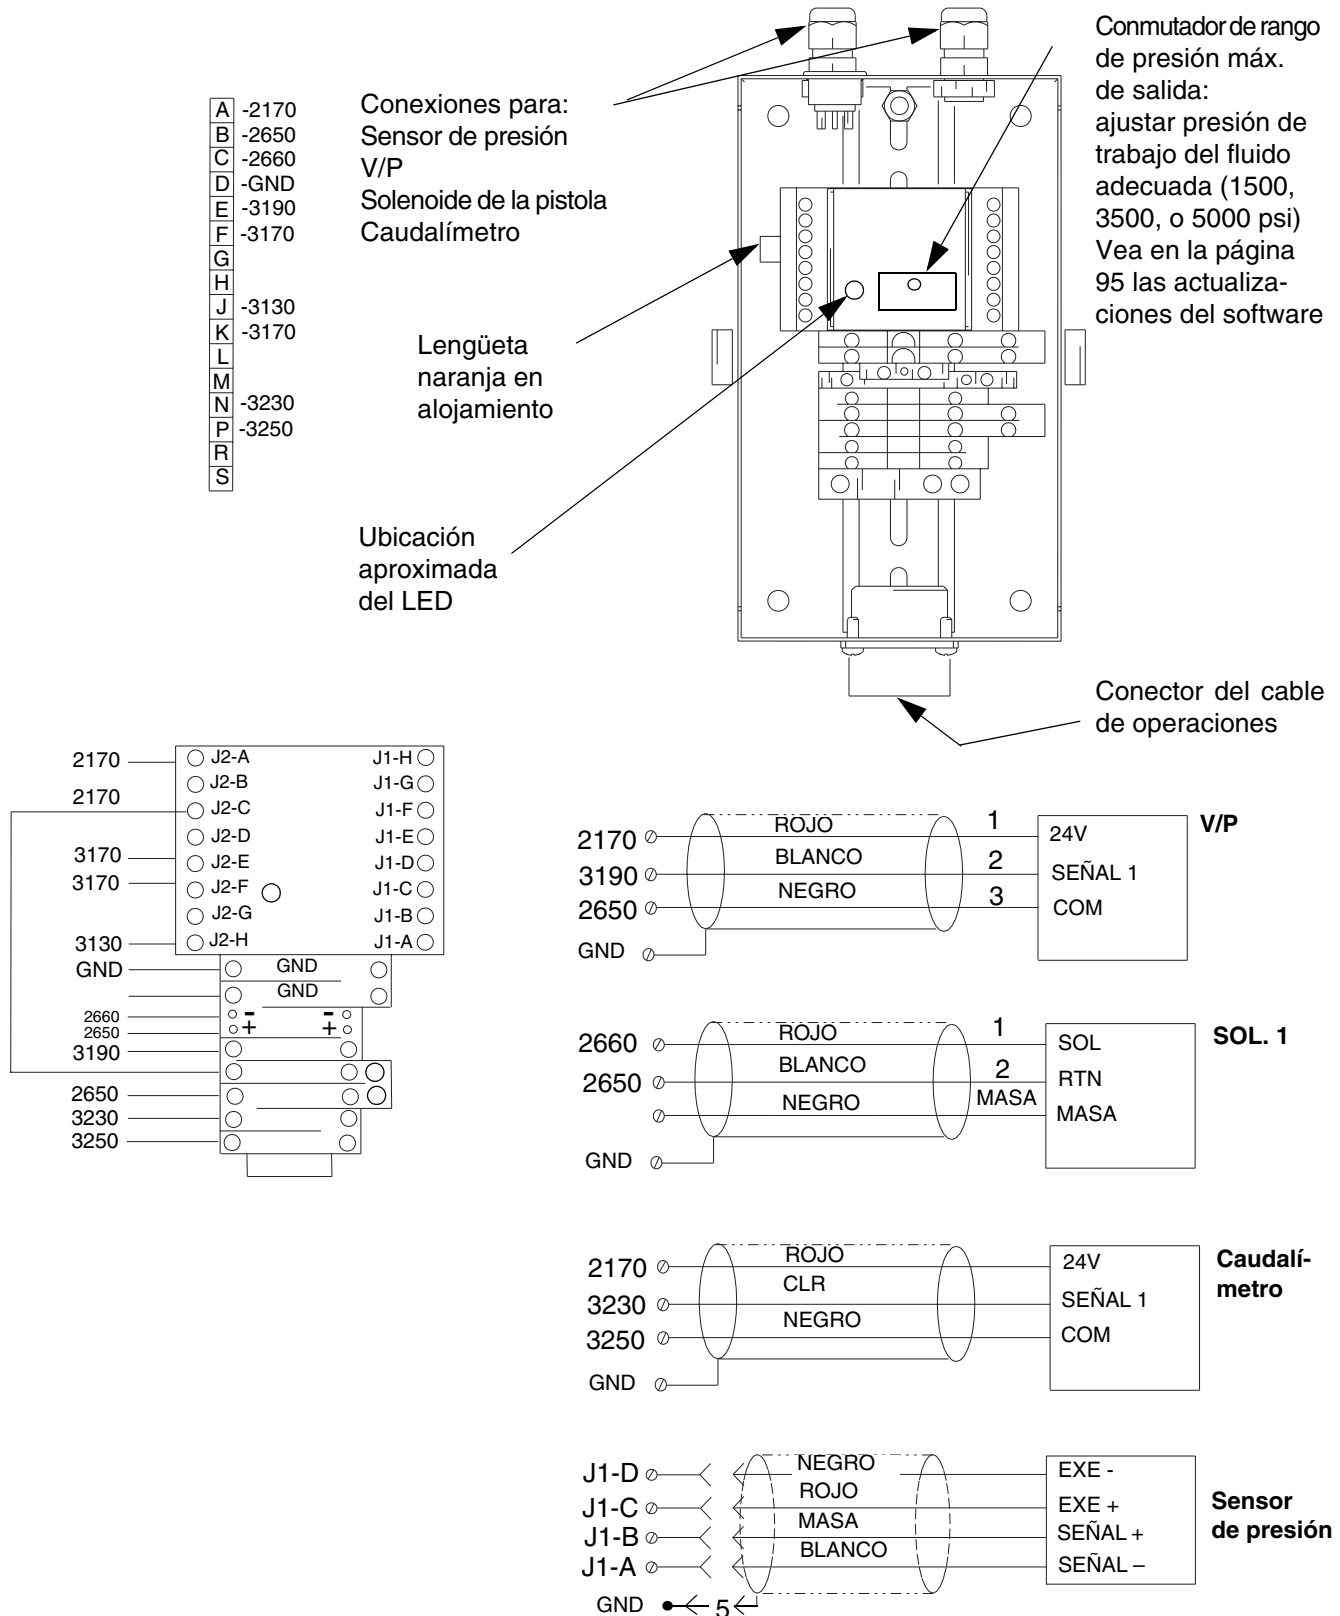 A -2170
B -2650
C -2660
D -GND
E -3190
F -3170
G
H
J -3130
K -3170
L
M
N -3230
P -3250
R
S
Conexiones para:
Sensor de presión
V/P
Solenoide de la pistola
Caudalímetro
Conmutador de rango
de presión máx.
de salida:
ajustar presión de
trabajo del fluido
adecuada (1500,
3500, o 5000 psi)
Vea en la página
95 las actualiza-
ciones del software
Lengüeta
naranja en
alojamiento
Ubicación
aproximada
del LED
Conector del cable
de operaciones
2170 J2-A J1-H
J2-B J1-G
2170 J2-C J1-F
J2-D J1-E
3170 J2-E J1-D
3170 J2-F J1-C
J2-G J1-B
3130 J2-H J1-A
GND GND
GND
2660 - -
2650 + +
3190
2650
3230
3250
2170 ROJO 1 24V V/P
3190 BLANCO 2 SEÑAL 1
2650 NEGRO 3 COM
GND
2660 ROJO 1 SOL SOL. 1
2650 BLANCO 2 RTN
NEGRO MASA MASA
GND
2170 ROJO 24V Caudalí-
metro
3230 CLR SEÑAL 1
3250 NEGRO COM
GND
J1-D NEGRO EXE -
J1-C ROJO EXE + Sensor
de presión
J1-B MASA SEÑAL +
J1-A BLANCO SEÑAL –
GND 5